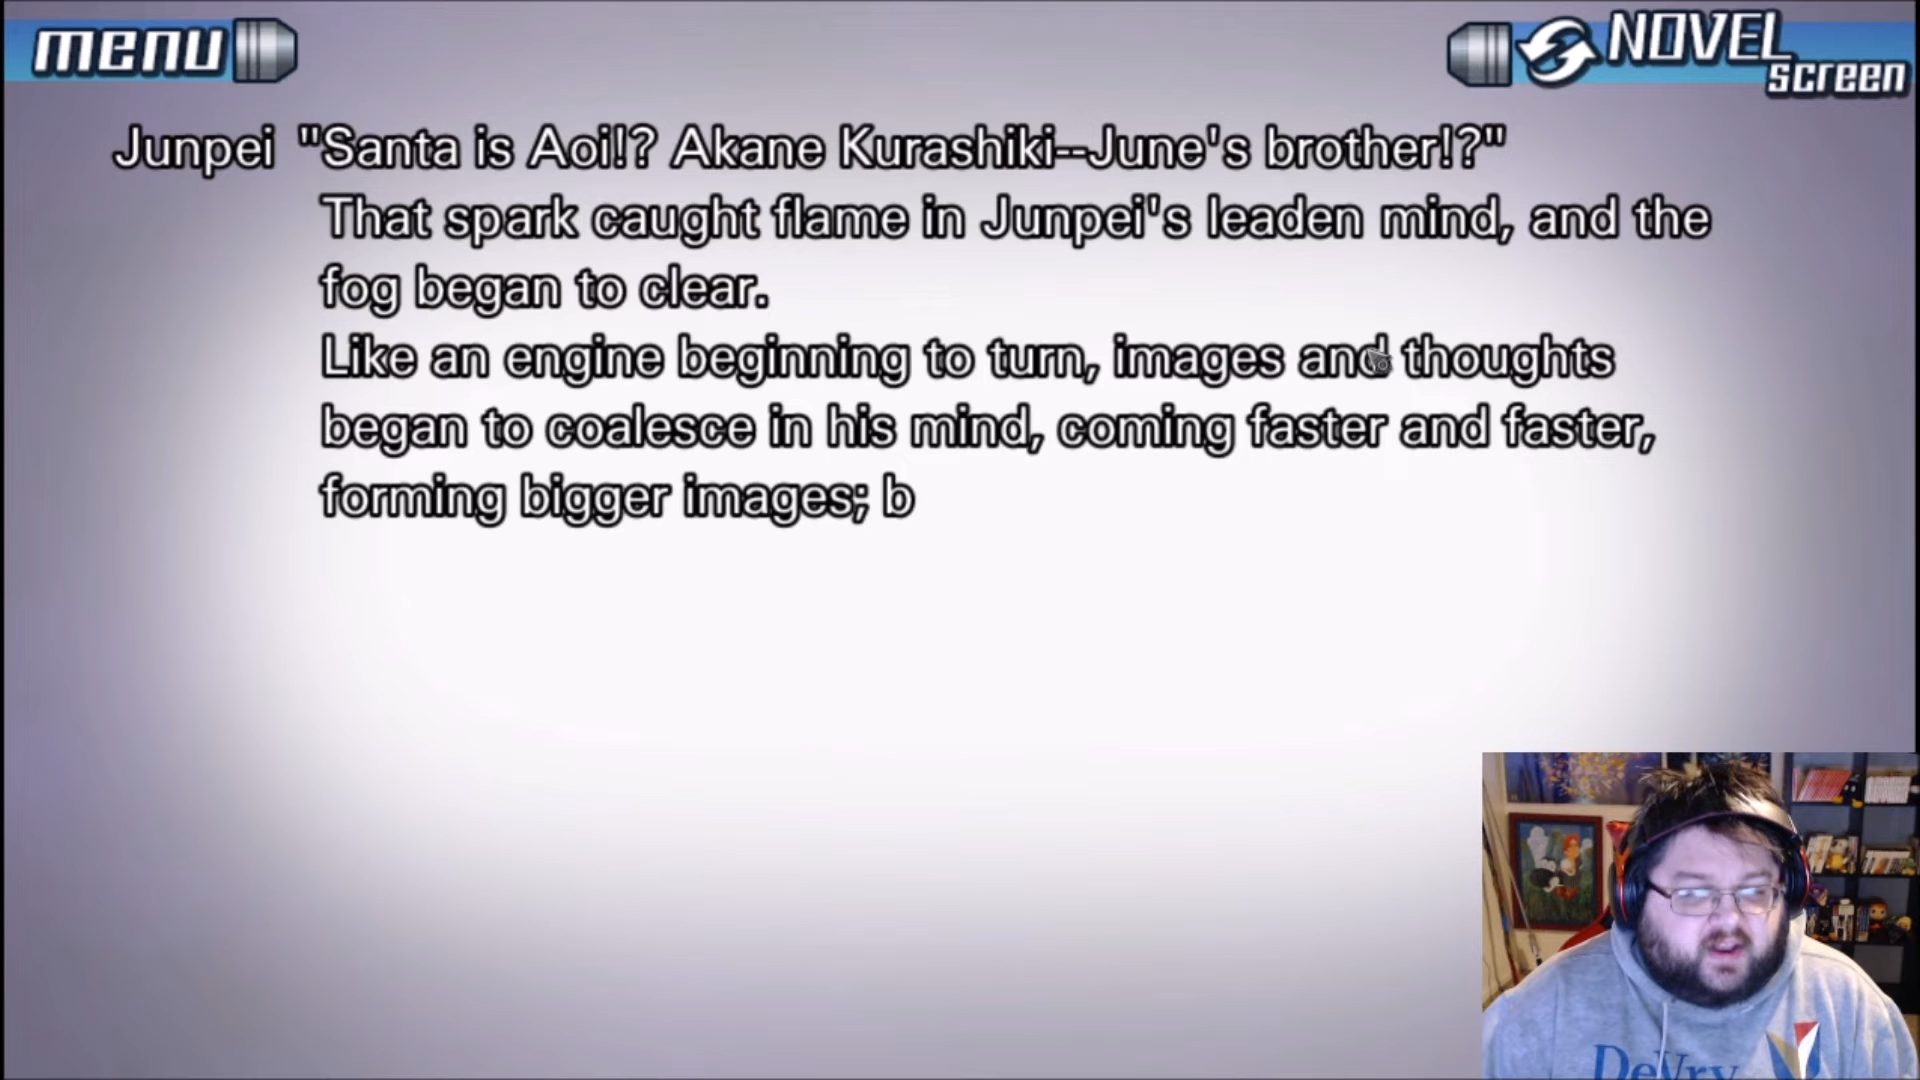 menu
NOVEL
screen
Junpei "Santa is Aoi!? Akane Kurashiki--June's brother!?"
That spark caught flame in Junpei's leaden mind, and the
fog began to clear.
Like an engine beginning to turn, images and thoughts
began to coalesce in his mind, coming faster and faster,
forming bigger images; b
DeVry